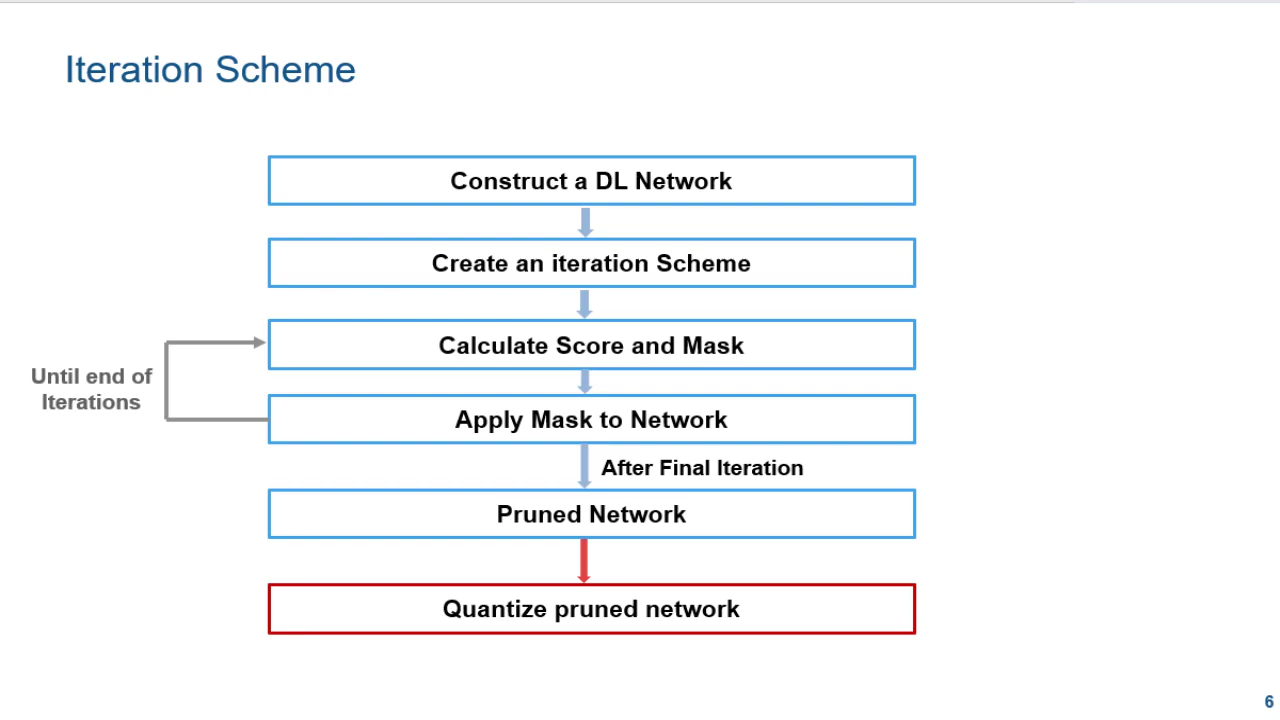 Iteration Scheme
Construct a DL Network
Create an iteration Scheme
Calculate Score and Mask
Until end of
Iterations
Apply Mask to Network
After Final Iteration
Pruned Network
Quantize pruned network
6